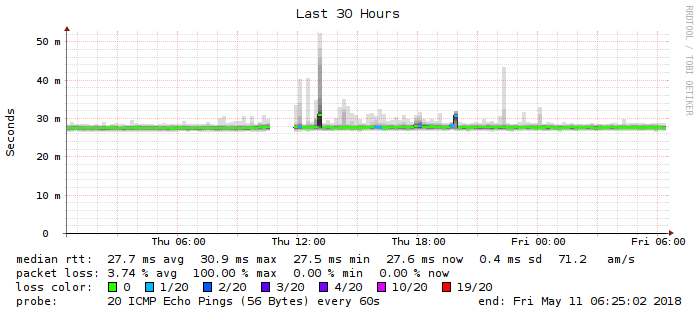 Last 30 Hours
RRDTOOL / TOBI OETIKER
Seconds
50 m
40 m
30 m
20 m
10 m
0
Thu 06:00 Thu 12:00 Thu 18:00 Fri 00:00 Fri 06:00
median rtt: 27.7 ms avg 30.9 ms max 27.5 ms min 27.6 ms now 0.4 ms sd 71.2 am/s
packet loss: 3.74 % avg 100.00 % max 0.00 % min 0.00 % now
loss color: 0 1/20 2/20 3/20 4/20 10/20 19/20
probe: 20 ICMP Echo Pings (56 Bytes) every 60s end: Fri May 11 06:25:02 2018